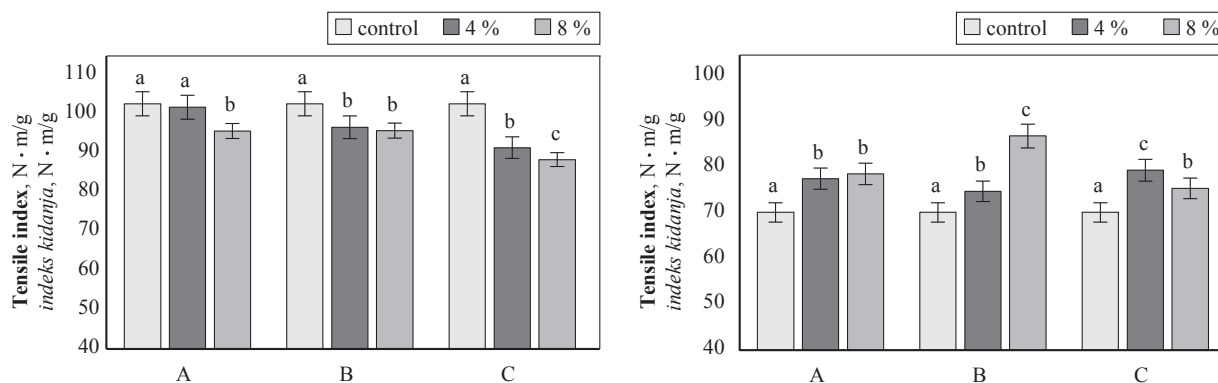 control 4 % 8 %
Tensile index, N · m/g
indeks kidanja, N · m/g
110
100
90
80
70
60
50
40
a a b
a b b
a b c
A B C
control 4 % 8 %
Tensile index, N · m/g
indeks kidanja, N · m/g
100
90
80
70
60
50
40
a b b
a b c
a c b
A B C